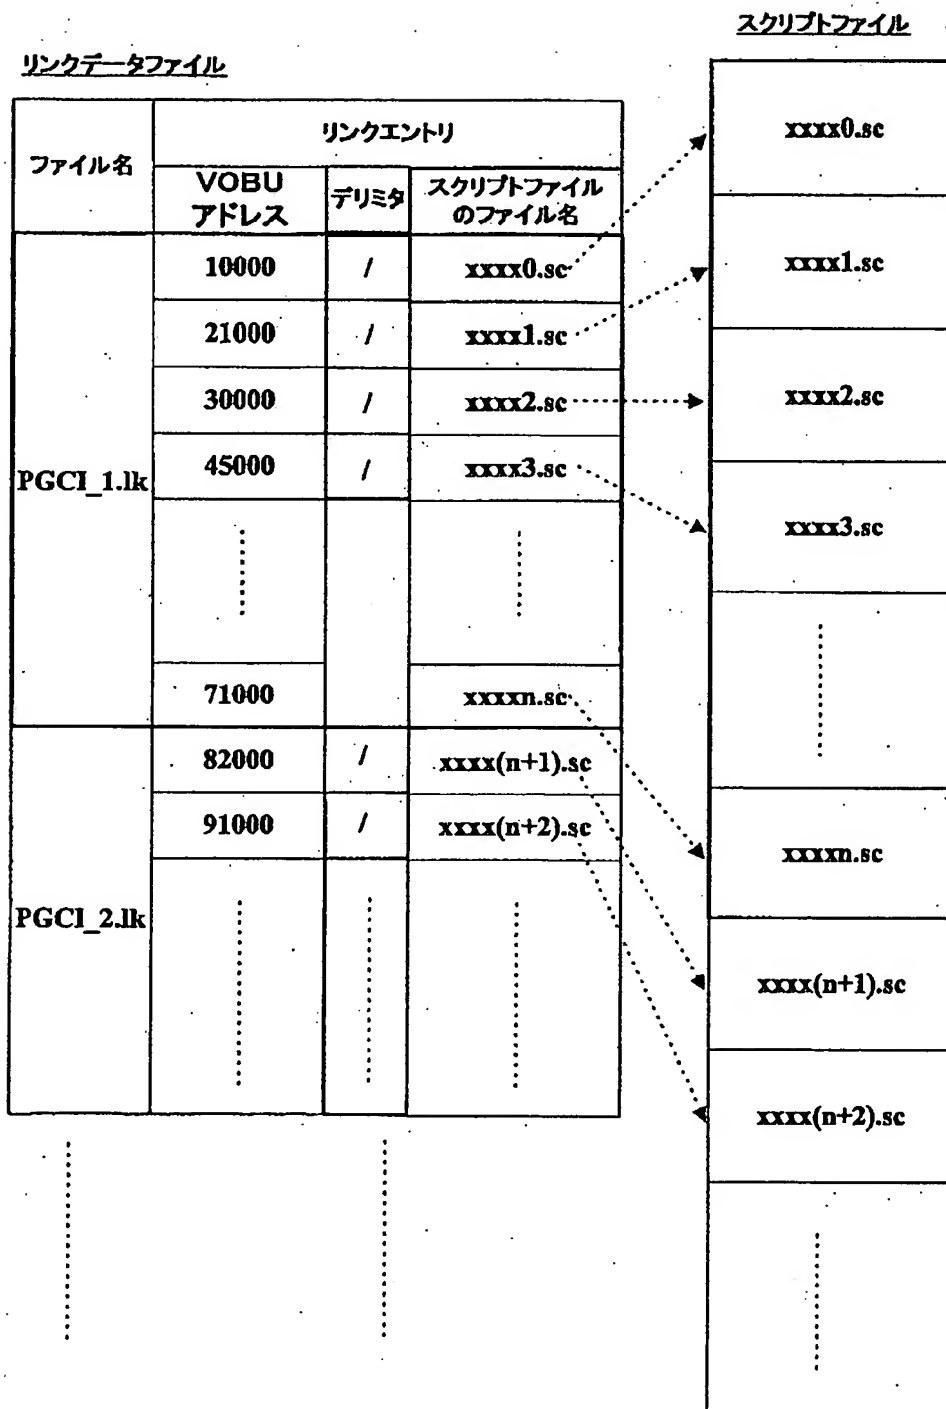 スクリプトファイル
リンクデータファイル
ファイル名
リンクエントリ
VOBU
アドレス
デリミタ
スクリプトファイル
のファイル名
PGCI_1.lk
10000 / xxxx0.sc
21000 / xxxx1.sc
30000 / xxxx2.sc
45000 / xxxx3.sc
71000 xxxxn.sc
PGCI_2.lk
82000 / xxxx(n+1).sc
91000 / xxxx(n+2).sc
xxxx0.sc
xxxx1.sc
xxxx2.sc
xxxx3.sc
xxxxn.sc
xxxx(n+1).sc
xxxx(n+2).sc